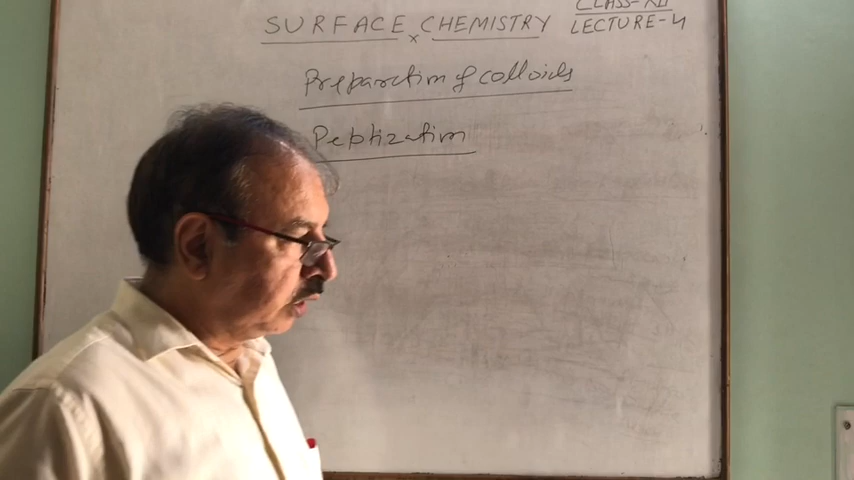 SURFACE CHEMISTRY
CLASS-XII
LECTURE-4
Preparation of colloids
Peptization